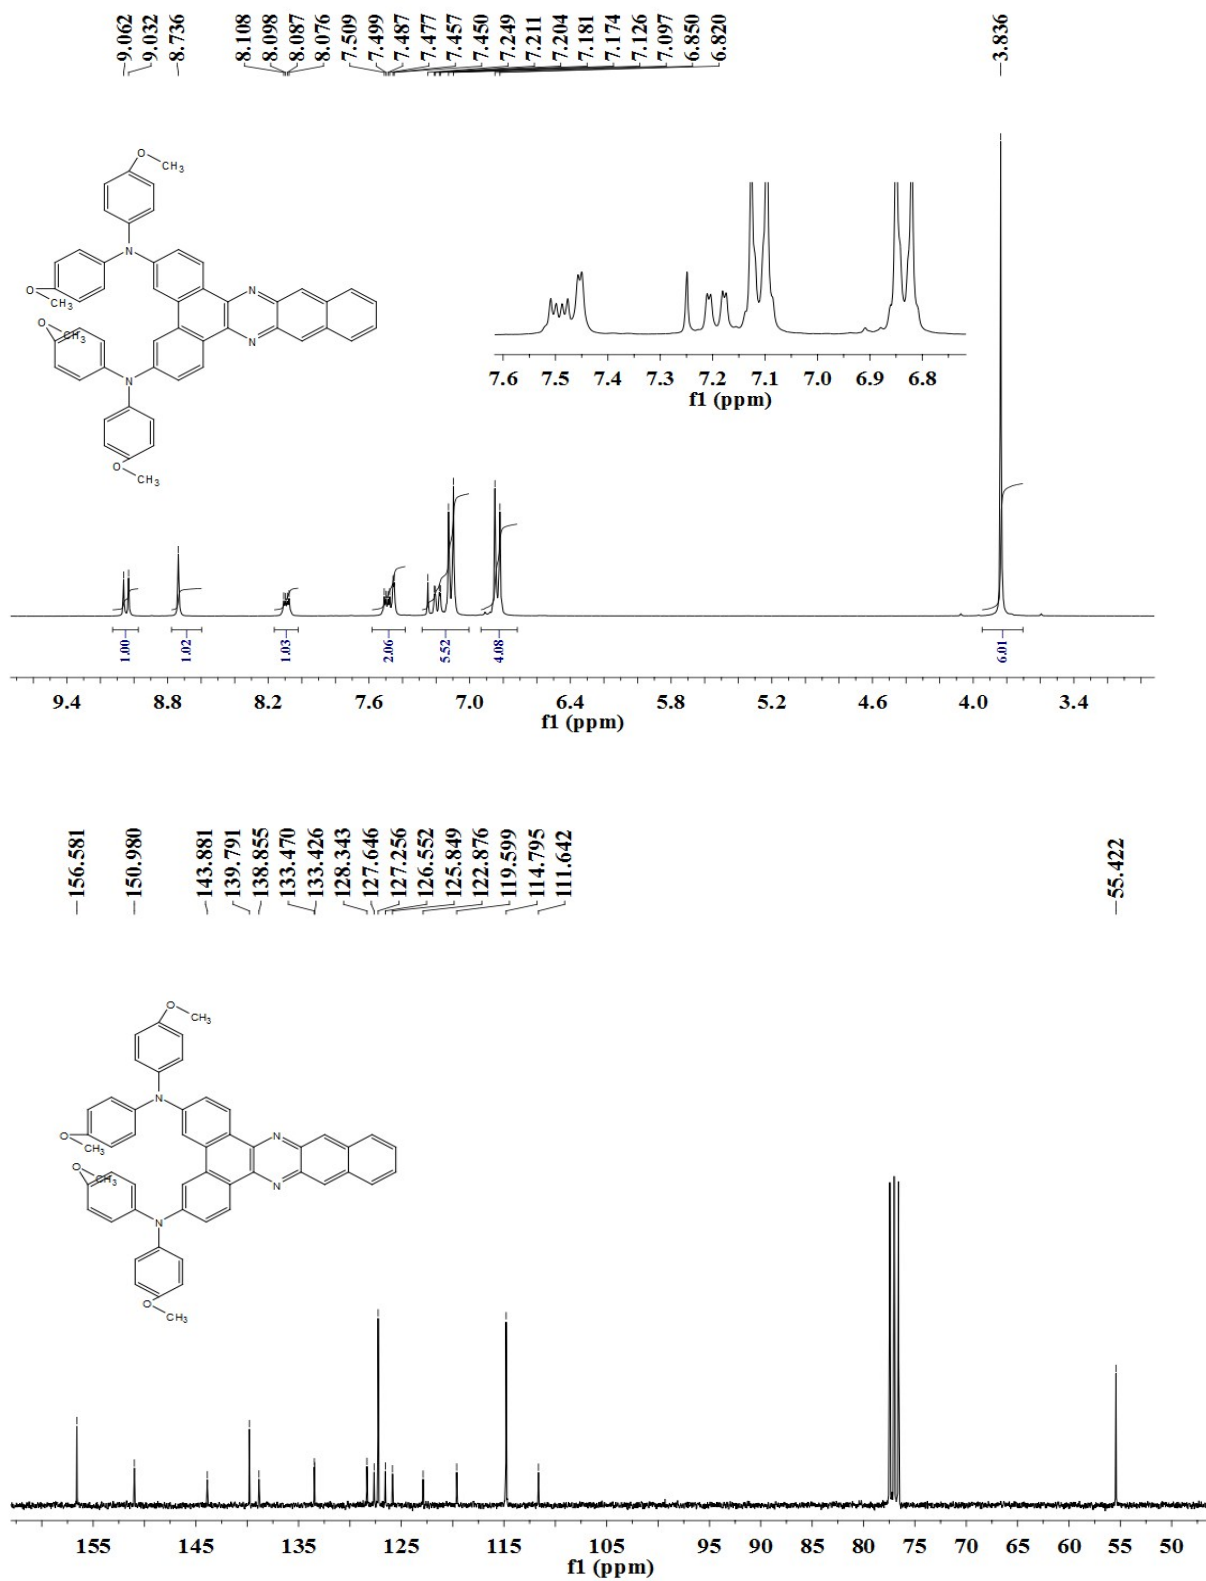 9.062
9.032
8.736
8.108
8.098
8.087
8.076
7.509
7.499
7.487
7.477
7.457
7.450
7.249
7.211
7.204
7.181
7.174
7.126
7.097
6.850
6.820
3.836
O
CH3
N
O
CH3
N
O
CH3
N
N
O
CH3
7.6 7.5 7.4 7.3 7.2 7.1 7.0 6.9 6.8
f1 (ppm)
1.00
1.02
1.03
2.06
5.52
4.08
6.01
9.4 8.8 8.2 7.6 7.0 6.4 5.8 5.2 4.6 4.0 3.4
f1 (ppm)
156.581
150.980
143.881
139.791
138.855
133.470
133.426
128.343
127.646
127.256
126.552
125.849
122.876
119.599
114.795
111.642
55.422
O
CH3
N
O
CH3
N
O
CH3
N
N
O
CH3
155 145 135 125 115 105 95 90 85 80 75 70 65 60 55 50
f1 (ppm)